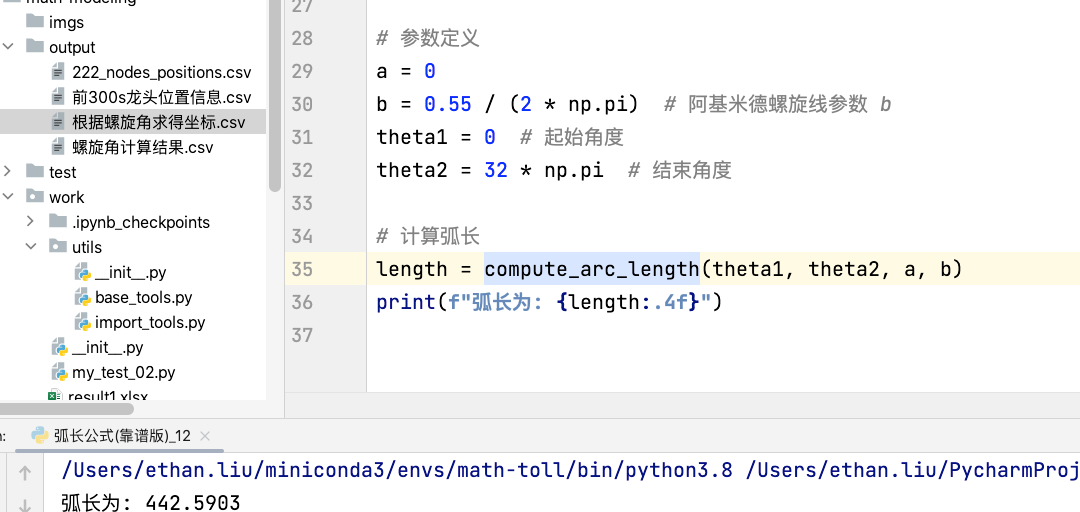 math-modeling
imgs
output
222_nodes_positions.csv
前300s龙头位置信息.csv
根据螺旋角求得坐标.csv
螺旋角计算结果.csv
test
work
.ipynb_checkpoints
utils
__init__.py
base_tools.py
import_tools.py
__init__.py
my_test_02.py
result1.xlsx
27
28 # 参数定义
29 a = 0
30 b = 0.55 / (2 * np.pi)  # 阿基米德螺旋线参数 b
31 theta1 = 0  # 起始角度
32 theta2 = 32 * np.pi  # 结束角度
33
34 # 计算弧长
35 length = compute_arc_length(theta1, theta2, a, b)
36 print(f"弧长为: {length:.4f}")
37
弧长公式(靠谱版)_12
/Users/ethan.liu/miniconda3/envs/math-toll/bin/python3.8 /Users/ethan.liu/PycharmProj
弧长为: 442.5903